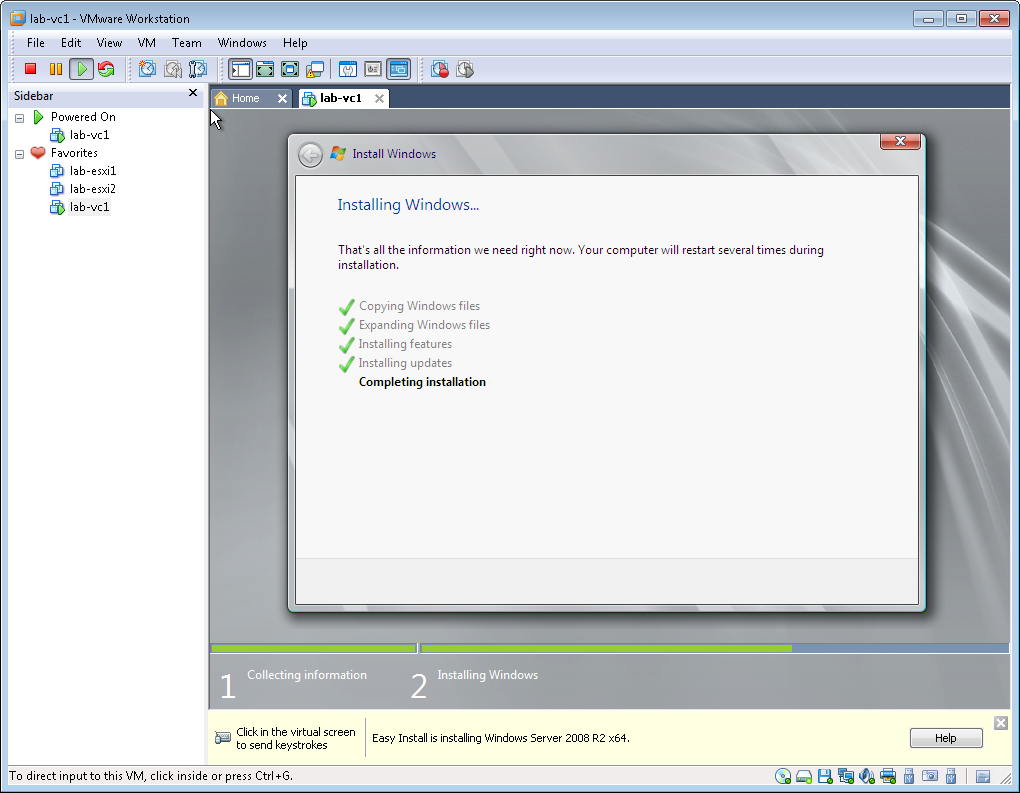 lab-vc1 - VMware Workstation
File Edit View VM Team Windows Help
Sidebar
Home
lab-vc1
Powered On
lab-vc1
Favorites
lab-esxi1
lab-esxi2
lab-vc1
Install Windows
Installing Windows...
That's all the information we need right now. Your computer will restart several times during
installation.
Copying Windows files
Expanding Windows files
Installing features
Installing updates
Completing installation
1 Collecting information
2 Installing Windows
Click in the virtual screen
to send keystrokes
Easy Install is installing Windows Server 2008 R2 x64.
Help
To direct input to this VM, click inside or press Ctrl+G.